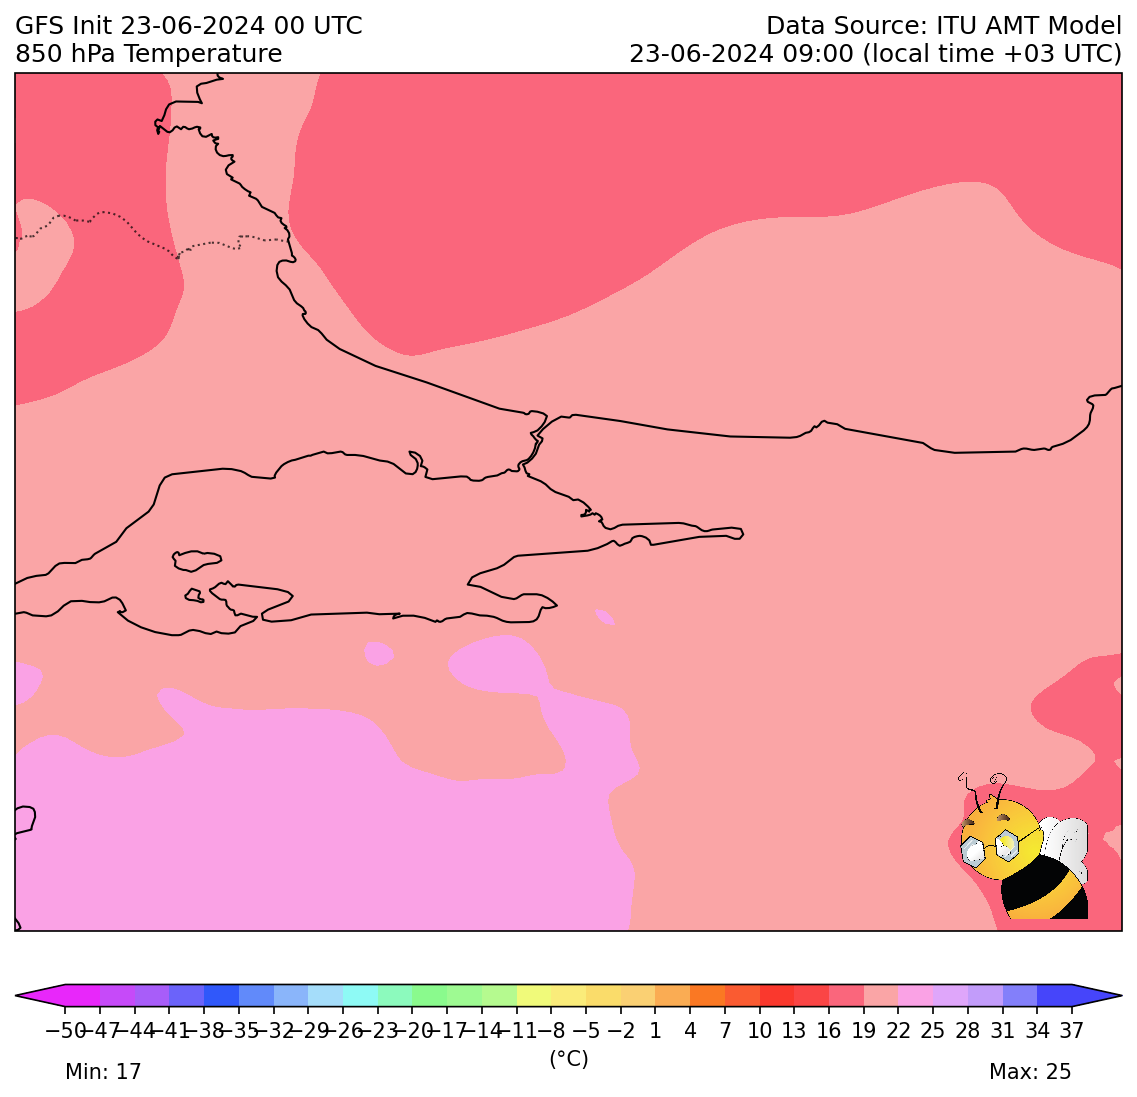 GFS Init 23-06-2024 00 UTC
Data Source: ITU AMT Model
850 hPa Temperature
23-06-2024 09:00 (local time +03 UTC)
−50 −47 −44 −41 −38 −35 −32 −29 −26 −23 −20 −17 −14 −11 −8 −5 −2 1 4 7 10 13 16 19 22 25 28 31 34 37
(°C)
Min: 17
Max: 25